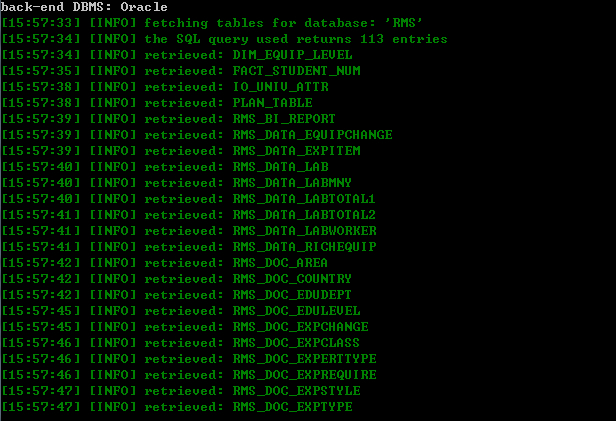 back-end DBMS: Oracle
[15:57:33] [INFO] fetching tables for database: 'RMS'
[15:57:34] [INFO] the SQL query used returns 113 entries
[15:57:34] [INFO] retrieved: DIM_EQUIP_LEVEL
[15:57:35] [INFO] retrieved: FACT_STUDENT_NUM
[15:57:38] [INFO] retrieved: IO_UNIV_ATTR
[15:57:38] [INFO] retrieved: PLAN_TABLE
[15:57:39] [INFO] retrieved: RMS_BI_REPORT
[15:57:39] [INFO] retrieved: RMS_DATA_EQUIPCHANGE
[15:57:39] [INFO] retrieved: RMS_DATA_EXPITEM
[15:57:40] [INFO] retrieved: RMS_DATA_LAB
[15:57:40] [INFO] retrieved: RMS_DATA_LABMNY
[15:57:40] [INFO] retrieved: RMS_DATA_LABTOTAL1
[15:57:41] [INFO] retrieved: RMS_DATA_LABTOTAL2
[15:57:41] [INFO] retrieved: RMS_DATA_LABWORKER
[15:57:41] [INFO] retrieved: RMS_DATA_RICHEQUIP
[15:57:42] [INFO] retrieved: RMS_DOC_AREA
[15:57:42] [INFO] retrieved: RMS_DOC_COUNTRY
[15:57:42] [INFO] retrieved: RMS_DOC_EDUDEPT
[15:57:45] [INFO] retrieved: RMS_DOC_EDULEVEL
[15:57:45] [INFO] retrieved: RMS_DOC_EXPCHANGE
[15:57:46] [INFO] retrieved: RMS_DOC_EXPCLASS
[15:57:46] [INFO] retrieved: RMS_DOC_EXPERTTYPE
[15:57:46] [INFO] retrieved: RMS_DOC_EXPREQUIRE
[15:57:47] [INFO] retrieved: RMS_DOC_EXPSTYLE
[15:57:47] [INFO] retrieved: RMS_DOC_EXPTYPE